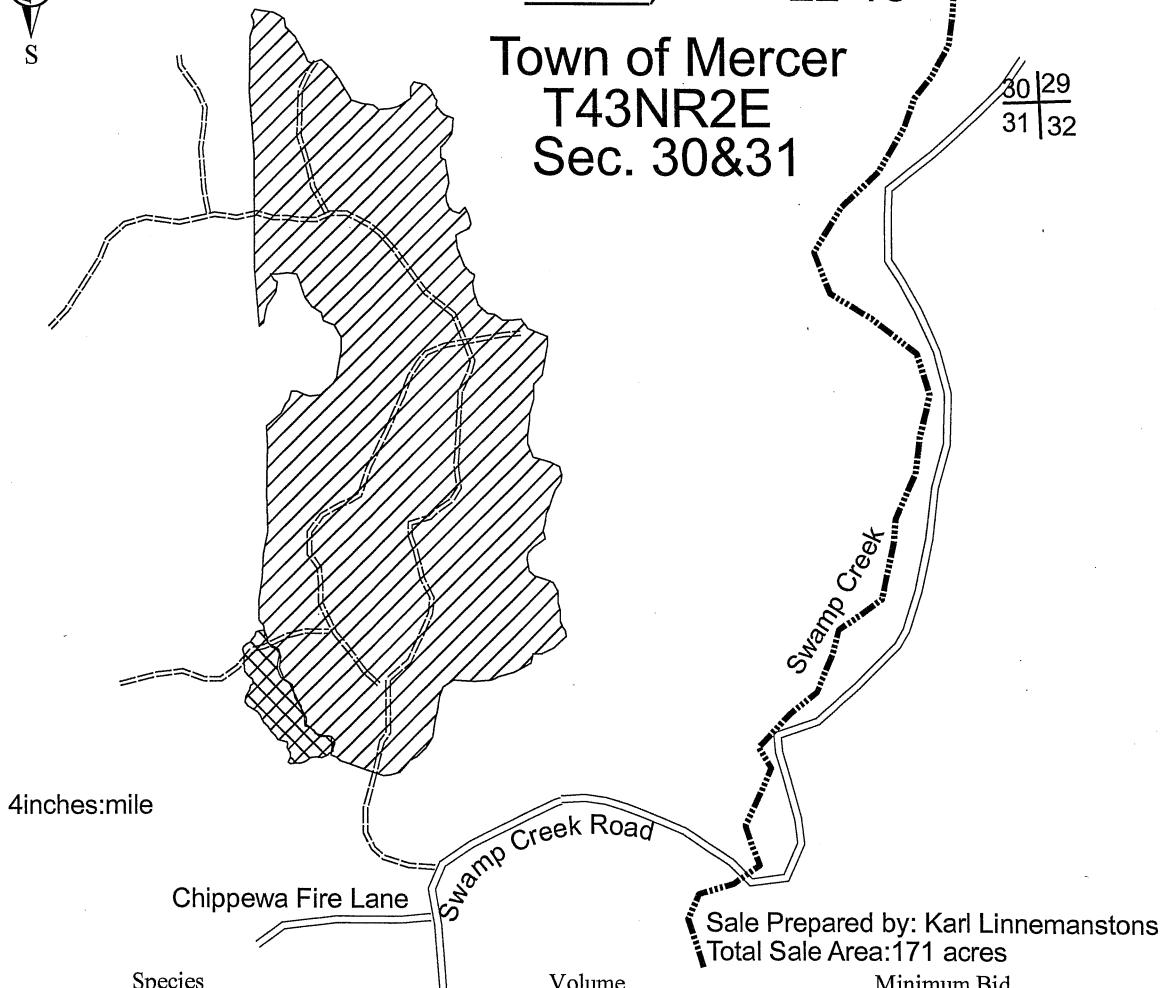 S
Town of Mercer
T43NR2E
Sec. 30&31
30 29
31 32
Swamp Creek
4inches:mile
Swamp Creek Road
Chippewa Fire Lane
Sale Prepared by: Karl Linnemanstons
Total Sale Area:171 acres
Species Volume Minimum Bid